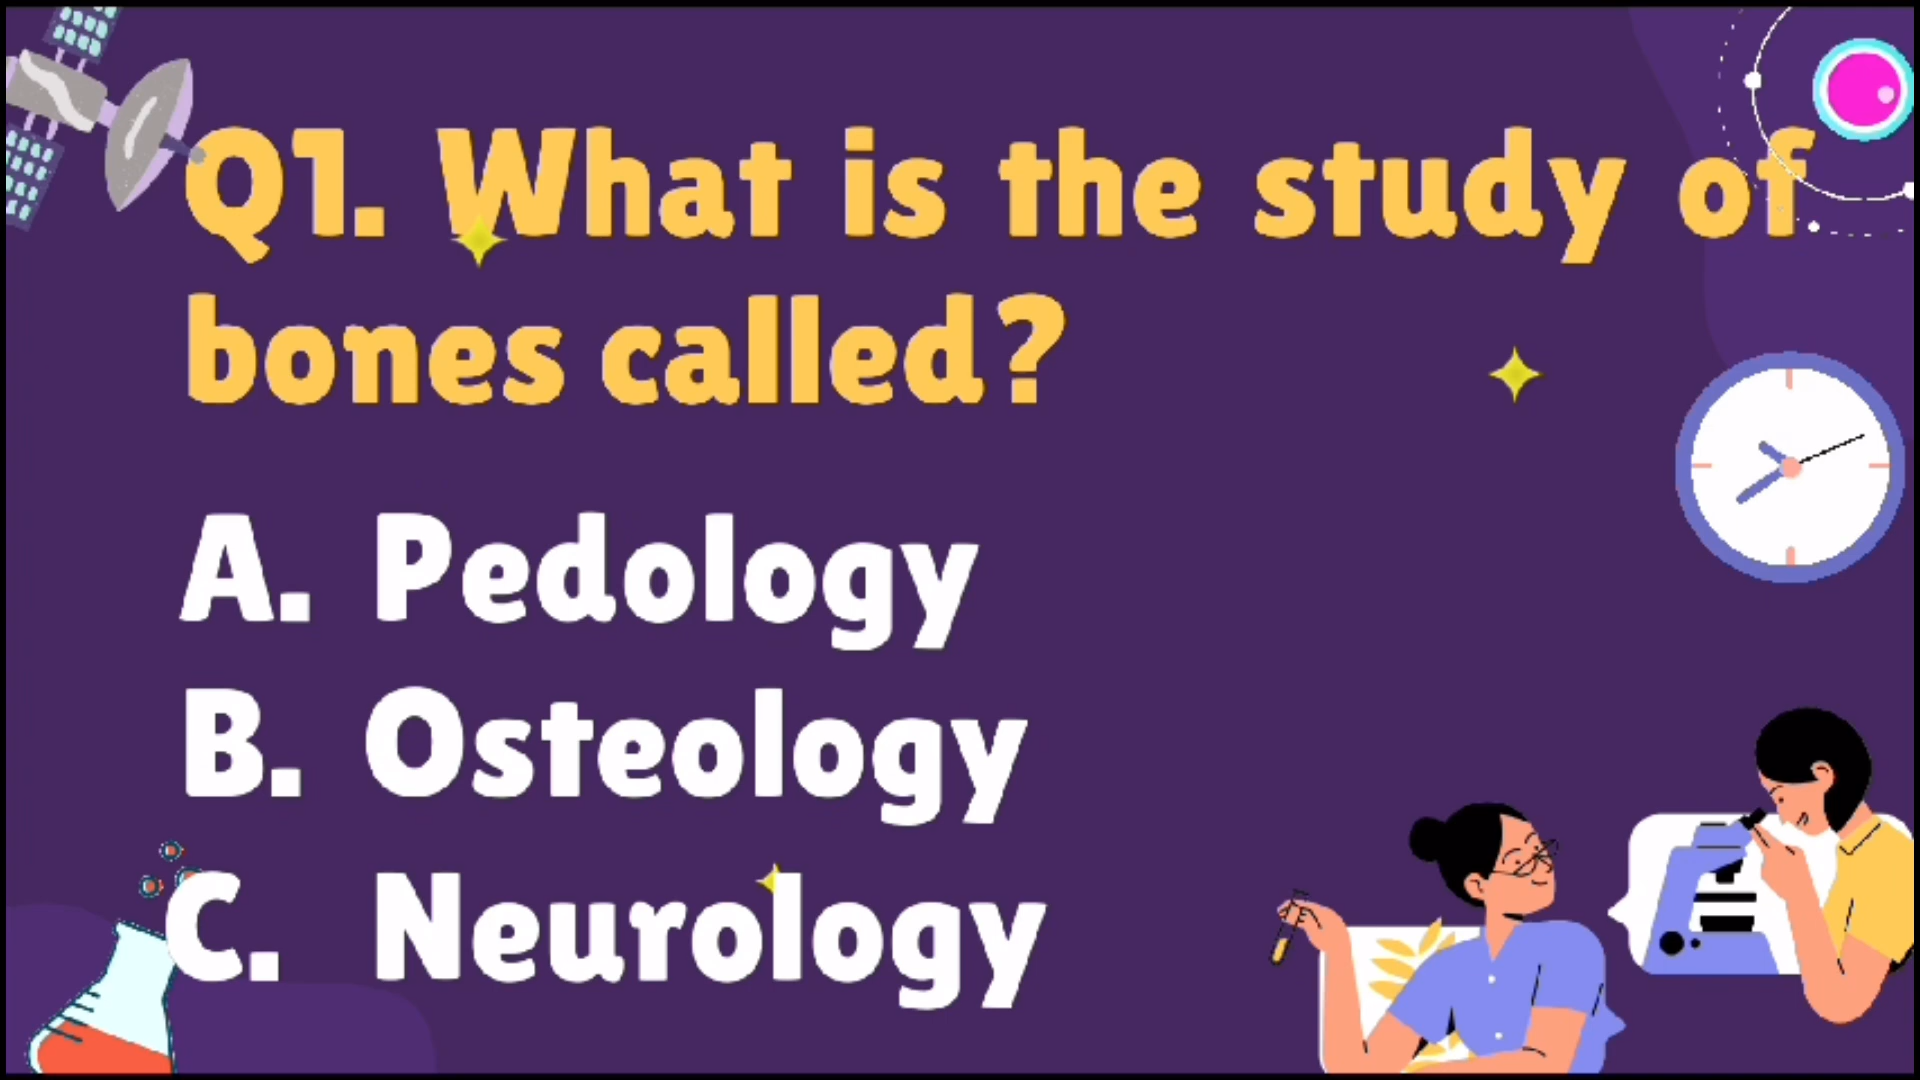 Q1. What is the study of
bones called?
A. Pedology
B. Osteology
C. Neurology